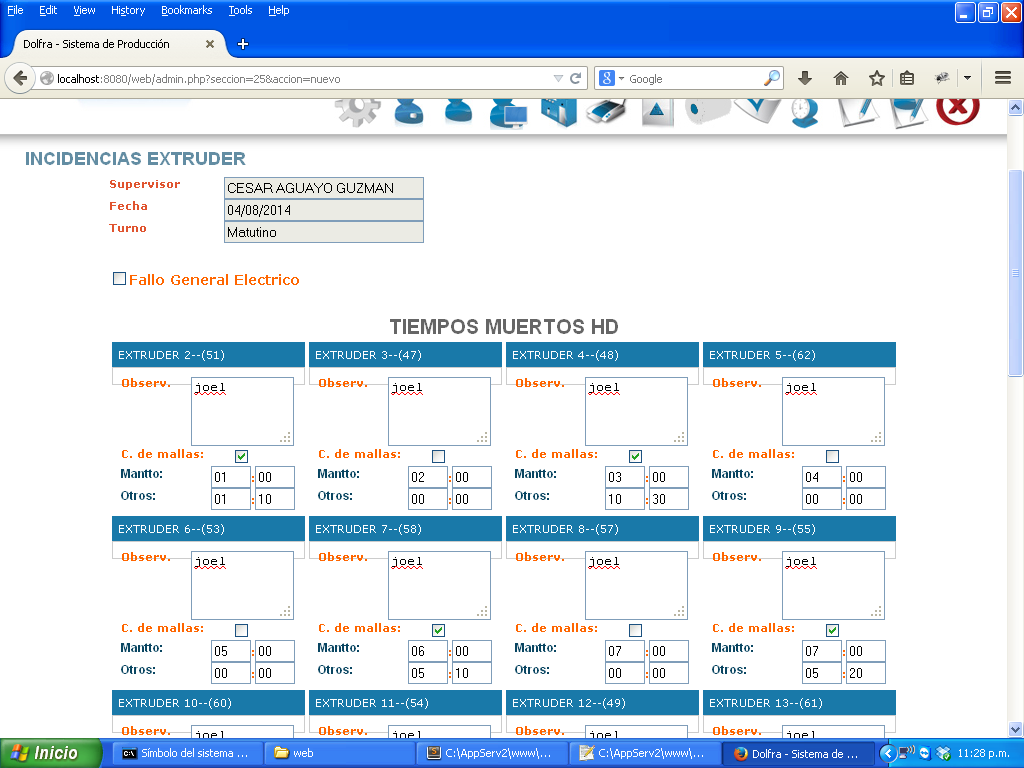 File Edit View History Bookmarks Tools Help
Dolfra - Sistema de Producción
localhost:8080/web/admin.php?seccion=25&accion=nuevo
Google
INCIDENCIAS EXTRUDER
Supervisor CESAR AGUAYO GUZMAN
Fecha 04/08/2014
Turno Matutino
Fallo General Electrico
TIEMPOS MUERTOS HD
EXTRUDER 2--(51) EXTRUDER 3--(47) EXTRUDER 4--(48) EXTRUDER 5--(62)
Observ. joel Observ. joel Observ. joel Observ. joel
C. de mallas: C. de mallas: C. de mallas: C. de mallas:
Mantto: 01 : 00 Mantto: 02 : 00 Mantto: 03 : 00 Mantto: 04 : 00
Otros: 01 : 10 Otros: 00 : 00 Otros: 10 : 30 Otros: 00 : 00
EXTRUDER 6--(53) EXTRUDER 7--(58) EXTRUDER 8--(57) EXTRUDER 9--(55)
Observ. joel Observ. joel Observ. joel Observ. joel
C. de mallas: C. de mallas: C. de mallas: C. de mallas:
Mantto: 05 : 00 Mantto: 06 : 00 Mantto: 07 : 00 Mantto: 07 : 00
Otros: 00 : 00 Otros: 05 : 10 Otros: 00 : 00 Otros: 05 : 20
EXTRUDER 10--(60) EXTRUDER 11--(54) EXTRUDER 12--(49) EXTRUDER 13--(61)
Observ. joel Observ. joel Observ. joel Observ. joel
Inicio Símbolo del sistema ... web C:\AppServ2\www\... C:\AppServ2\www\... Dolfra - Sistema de ... 11:28 p.m.